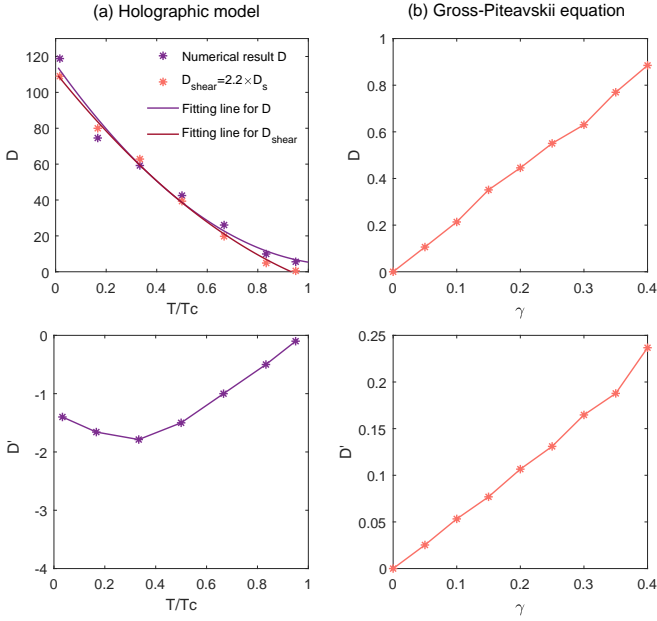 (a) Holographic model
(b) Gross-Piteavskii equation
D
120
100
80
60
40
20
0
Numerical result D
D_shear=2.2×D_s
Fitting line for D
Fitting line for D_shear
0 0.2 0.4 0.6 0.8 1
T/Tc
D
1
0.8
0.6
0.4
0.2
0
0 0.1 0.2 0.3 0.4
γ
D'
0
-1
-2
-3
-4
0 0.2 0.4 0.6 0.8 1
T/Tc
D'
0.25
0.2
0.15
0.1
0.05
0
0 0.1 0.2 0.3 0.4
γ